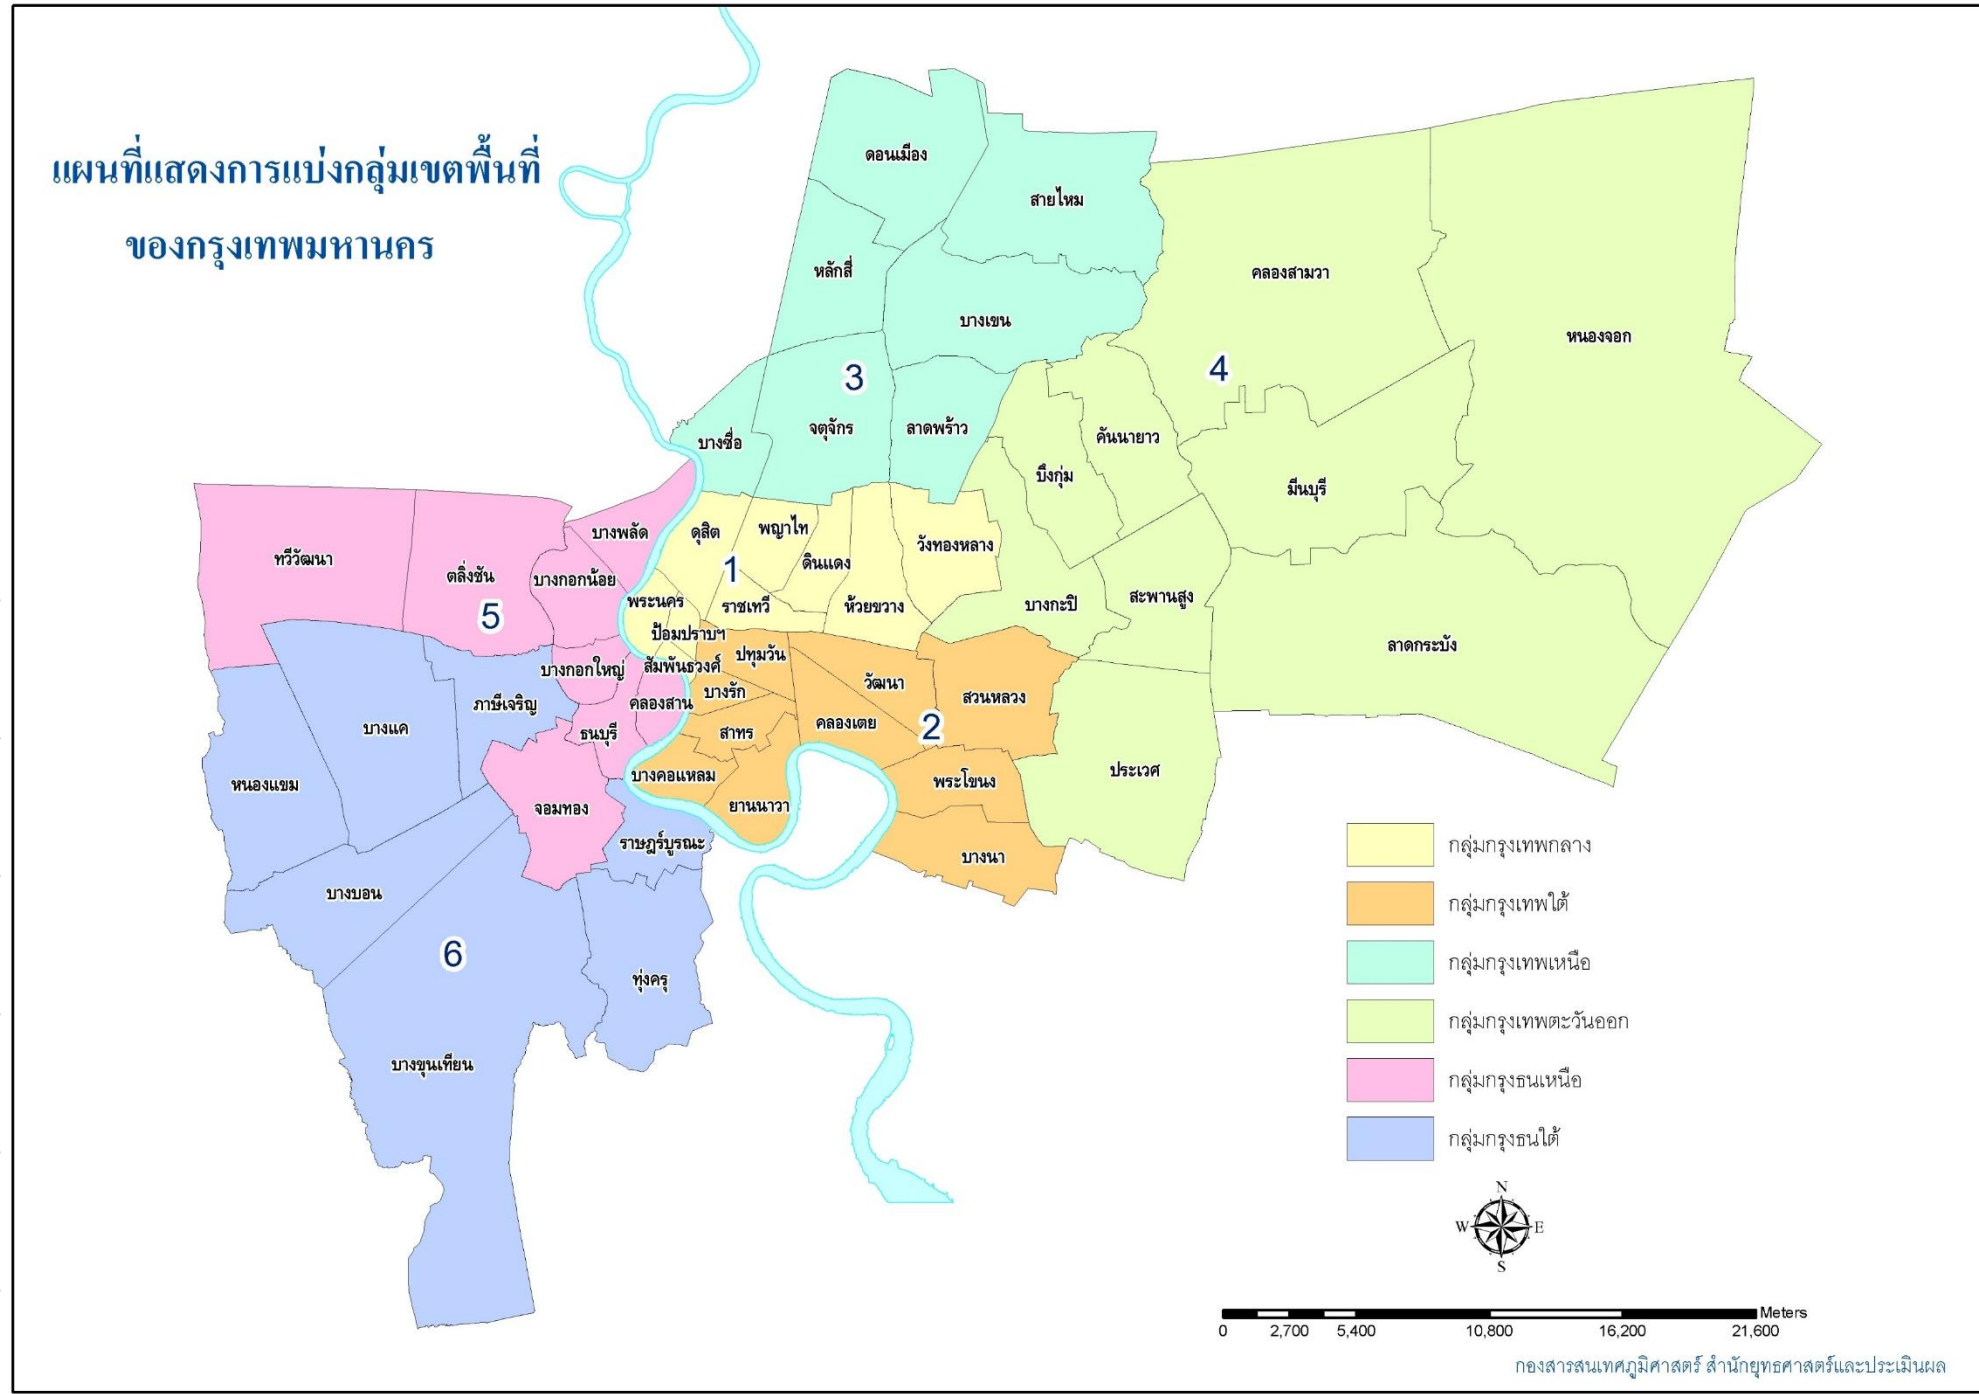 แผนที่แสดงการแบ่งกลุ่มเขตพื้นที่
ของกรุงเทพมหานคร
ดอนเมือง
สายไหม
หลักสี่
บางเขน
3
จตุจักร
ลาดพร้าว
บางซื่อ
คลองสามวา
หนองจอก
4
คันนายาว
บึงกุ่ม
มีนบุรี
บางกะปิ
สะพานสูง
ลาดกระบัง
ประเวศ
ดุสิต
พญาไท
วังทองหลาง
1
ดินแดง
พระนคร
ราชเทวี
ห้วยขวาง
ป้อมปราบฯ
สัมพันธวงศ์
ปทุมวัน
วัฒนา
สวนหลวง
บางรัก
คลองเตย
2
สาทร
บางคอแหลม
ยานนาวา
พระโขนง
บางนา
ทวีวัฒนา
ตลิ่งชัน
บางพลัด
บางกอกน้อย
5
บางกอกใหญ่
คลองสาน
ธนบุรี
จอมทอง
ภาษีเจริญ
บางแค
หนองแขม
ราษฎร์บูรณะ
บางบอน
6
ทุ่งครุ
บางขุนเทียน
กลุ่มกรุงเทพกลาง
กลุ่มกรุงเทพใต้
กลุ่มกรุงเทพเหนือ
กลุ่มกรุงเทพตะวันออก
กลุ่มกรุงธนเหนือ
กลุ่มกรุงธนใต้
N
W E
S
Meters
0 2,700 5,400 10,800 16,200 21,600
กองสารสนเทศภูมิศาสตร์ สำนักยุทธศาสตร์และประเมินผล